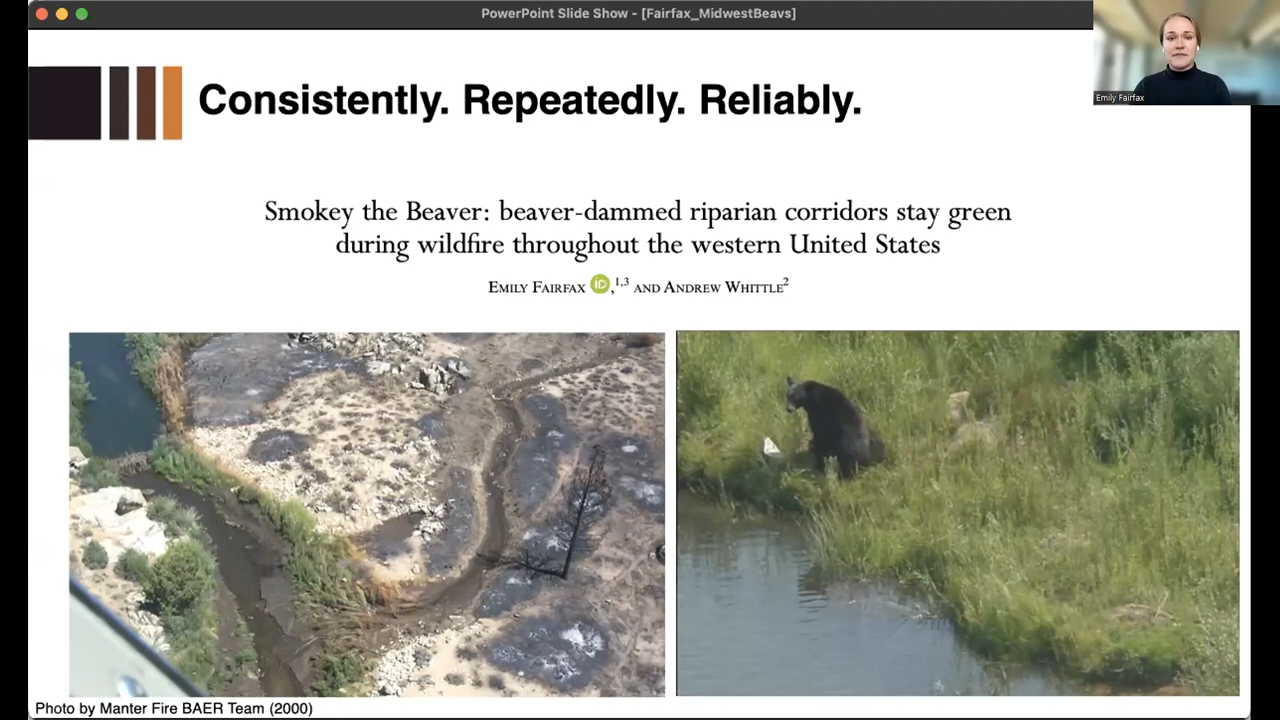 PowerPoint Slide Show - [Fairfax_MidwestBeavs]
Emily Fairfax
Consistently. Repeatedly. Reliably.
Smokey the Beaver: beaver-dammed riparian corridors stay green
during wildfire throughout the western United States
Emily Fairfax iD,1,3 and Andrew Whittle2
Photo by Manter Fire BAER Team (2000)